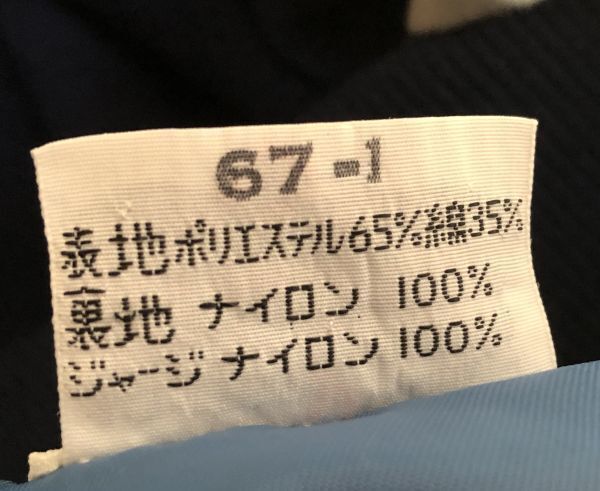 67-1
表地ポリエステル65%綿35%
裏地 ナイロン 100%
ジャージ ナイロン 100%